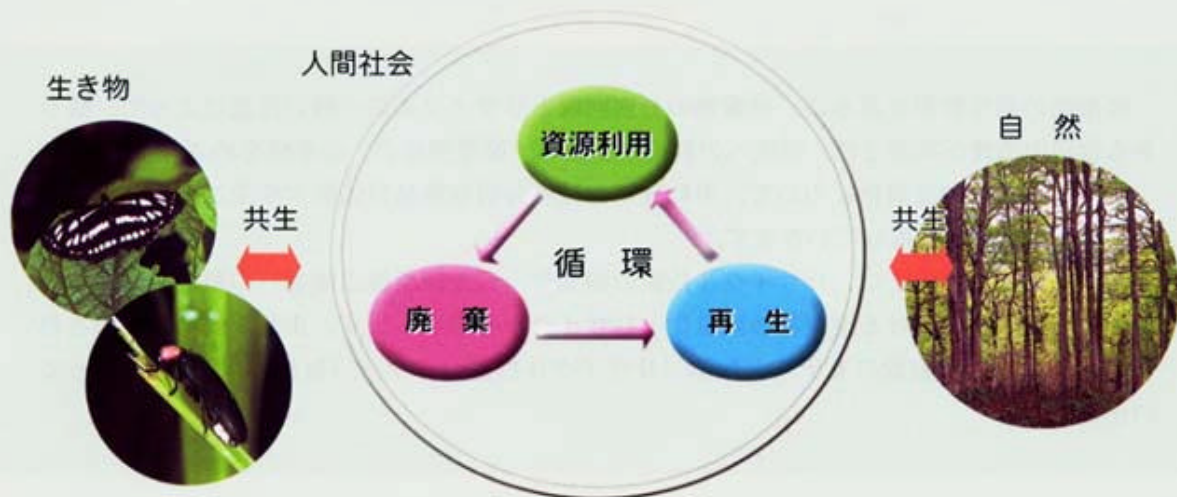 人間社会
生き物
資源利用
自　然
共生
共生
循　環
廃　棄
再　生